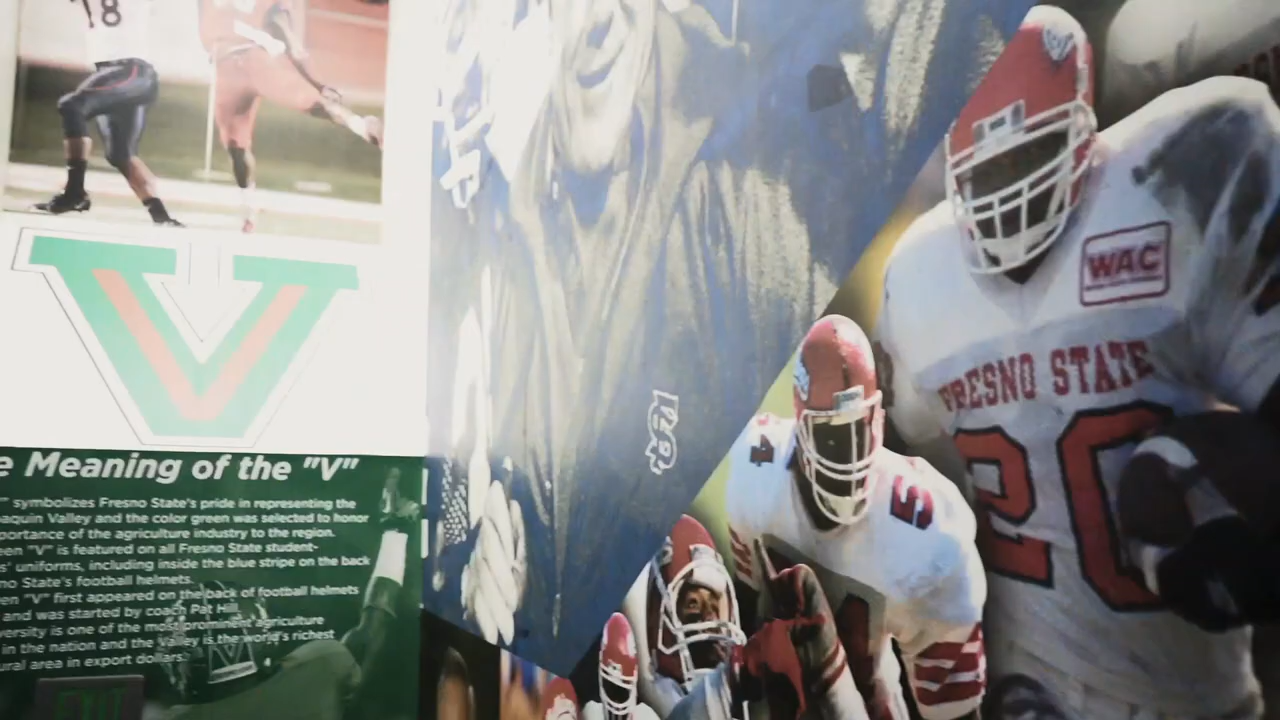 18
V
e Meaning of the "V"
" symbolizes Fresno State's pride in representing the
aquin Valley and the color green was selected to honor
portance of the agriculture industry to the region.
een "V" is featured on all Fresno State student-
s' uniforms, including inside the blue stripe on the back
no State's football helmets.
en "V" first appeared on the back of football helmets
and was started by coach Pat Hill.
versity is one of the most prominent agriculture
in the nation and the Valley is the world's richest
ural area in export dollars.
WAC
FRESNO STATE
20
4
5